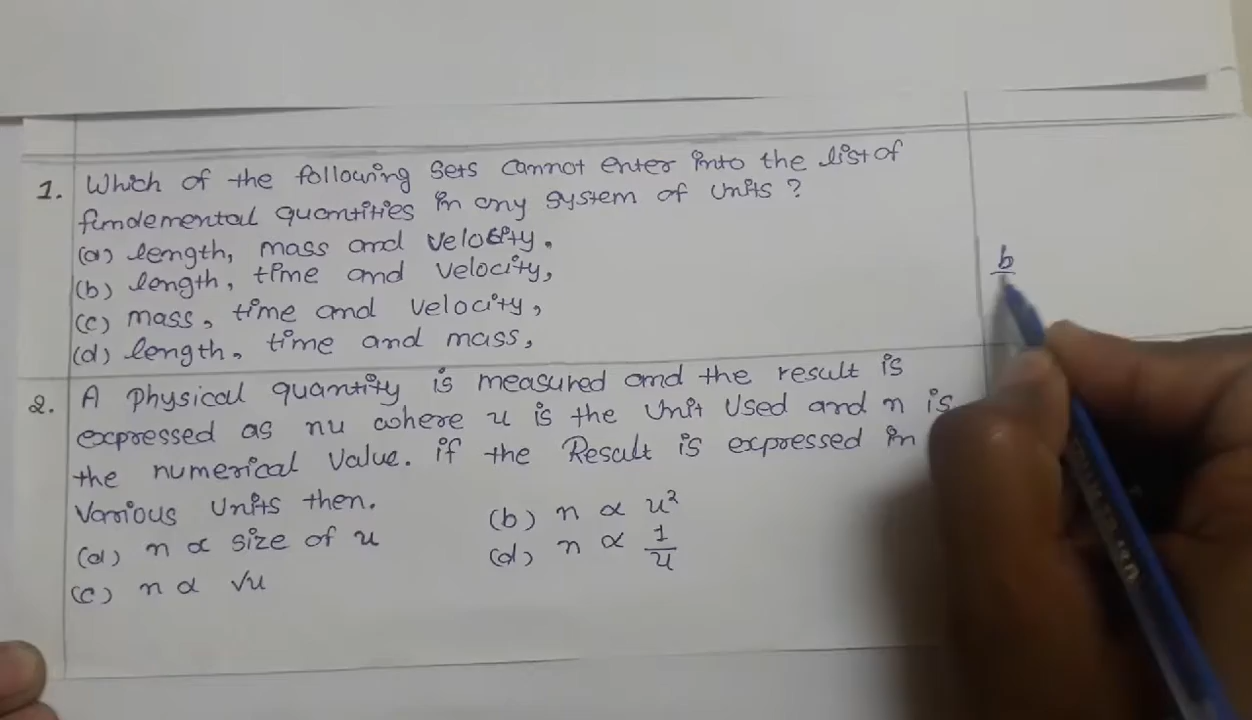 1. Which of the following sets cannot enter into the list of
fundemental quantities in any system of units ?
(a) length, mass and velocity.
(b) length, time and velocity,
(c) mass, time and velocity,
(d) length, time and mass,
b
2. A Physical quantity is measured and the result is
expressed as nu where u is the Unit Used and n is
the numerical Value. if the Result is expressed in
Various Units then.
(a) n ∝ size of u (b) n ∝ u²
(c) n ∝ √u (d) n ∝ 1/u